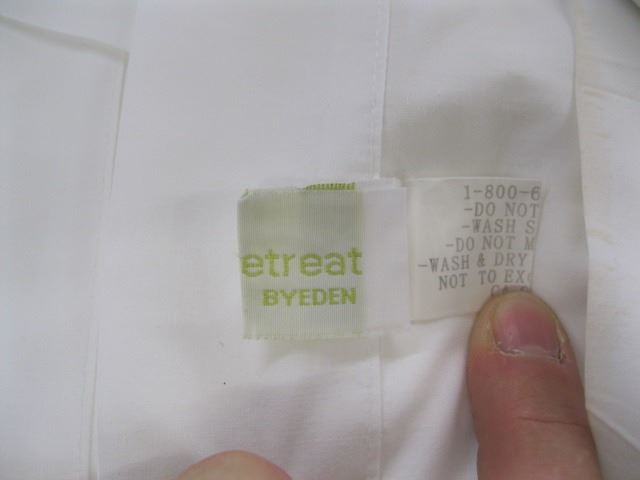 etreat
BYEDEN
1-800-6
-DO NOT
-WASH S
-DO NOT M
-WASH & DRY
NOT TO EX